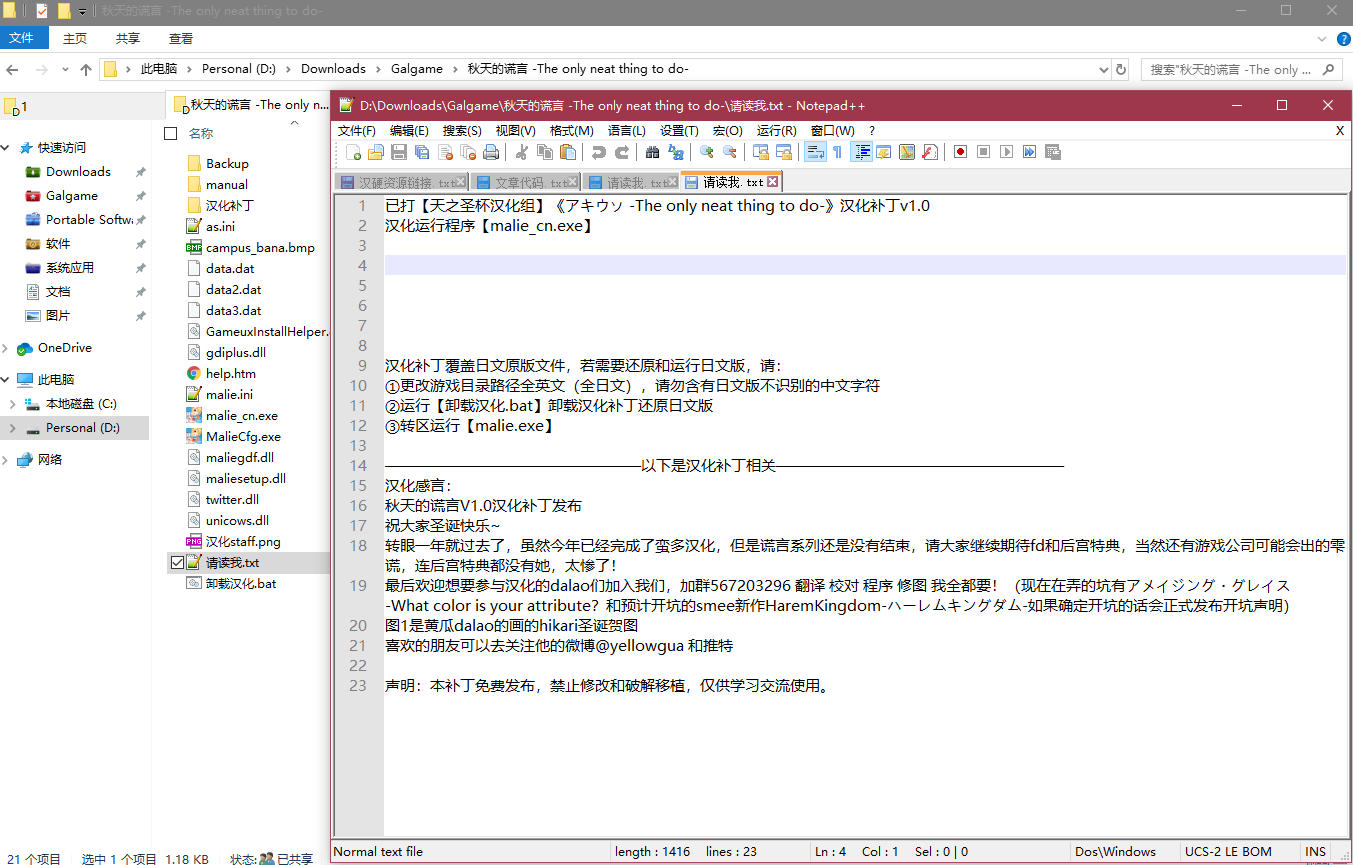 秋天的谎言 -The only neat thing to do-
文件 主页 共享 查看
此电脑 Personal (D:) Downloads Galgame 秋天的谎言 -The only neat thing to do-
搜索"秋天的谎言 -The only ...
1
秋天的谎言 -The only n...
名称
快速访问
Downloads
Galgame
Personal (D:)
软件
系统应用
文档
图片
OneDrive
此电脑
本地磁盘 (C:)
Personal (D:)
网络
Backup
manual
汉化补丁
as.ini
campus_bana.bmp
data.dat
data2.dat
data3.dat
GameuxInstallHelper.
gdiplus.dll
help.htm
malie.ini
malie_cn.exe
MalieCfg.exe
maliegdf.dll
maliesetup.dll
twitter.dll
unicows.dll
汉化staff.png
请读我.txt
卸载汉化.bat
21 个项目 选中 1 个项目 1.18 KB 状态: 已共享
D:\Downloads\Galgame\秋天的谎言 -The only neat thing to do-\请读我.txt - Notepad++
文件(F) 编辑(E) 搜索(S) 视图(V) 格式(M) 语言(L) 设置(T) 宏(O) 运行(R) 窗口(W) ? X
汉硬资源链接. txt 文章代码. txt 请读我. txt 请读我. txt
1 已打【天之圣杯汉化组】《アキウソ -The only neat thing to do-》汉化补丁v1.0
2 汉化运行程序【malie_cn.exe】
3
4
5
6
7
8
9 汉化补丁覆盖日文原版文件，若需要还原和运行日文版，请：
10 ①更改游戏目录路径全英文（全日文），请勿含有日文版不识别的中文字符
11 ②运行【卸载汉化.bat】卸载汉化补丁还原日文版
12 ③转区运行【malie.exe】
13
14 ————————————————以下是汉化补丁相关——————————————————
15 汉化感言：
16 秋天的谎言V1.0汉化补丁发布
17 祝大家圣诞快乐~
18 转眼一年就过去了，虽然今年已经完成了蛮多汉化，但是谎言系列还是没有结束，请大家继续期待fd和后宫特典，当然还有游戏公司可能会出的零
谎，连后宫特典都没有她，太惨了！
19 最后欢迎想要参与汉化的dalao们加入我们，加群567203296 翻译 校对 程序 修图 我全都要！（现在在弄的坑有アメイジング・グレイス
-What color is your attribute？和预计开坑的smee新作HaremKingdom-ハーレムキングダム-如果确定开坑的话会正式发布开坑声明）
20 图1是黄瓜dalao的画的hikari圣诞贺图
21 喜欢的朋友可以去关注他的微博@yellowgua 和推特
22
23 声明：本补丁免费发布，禁止修改和破解移植，仅供学习交流使用。
Normal text file length : 1416 lines : 23 Ln : 4 Col : 1 Sel : 0 | 0 Dos\Windows UCS-2 LE BOM INS